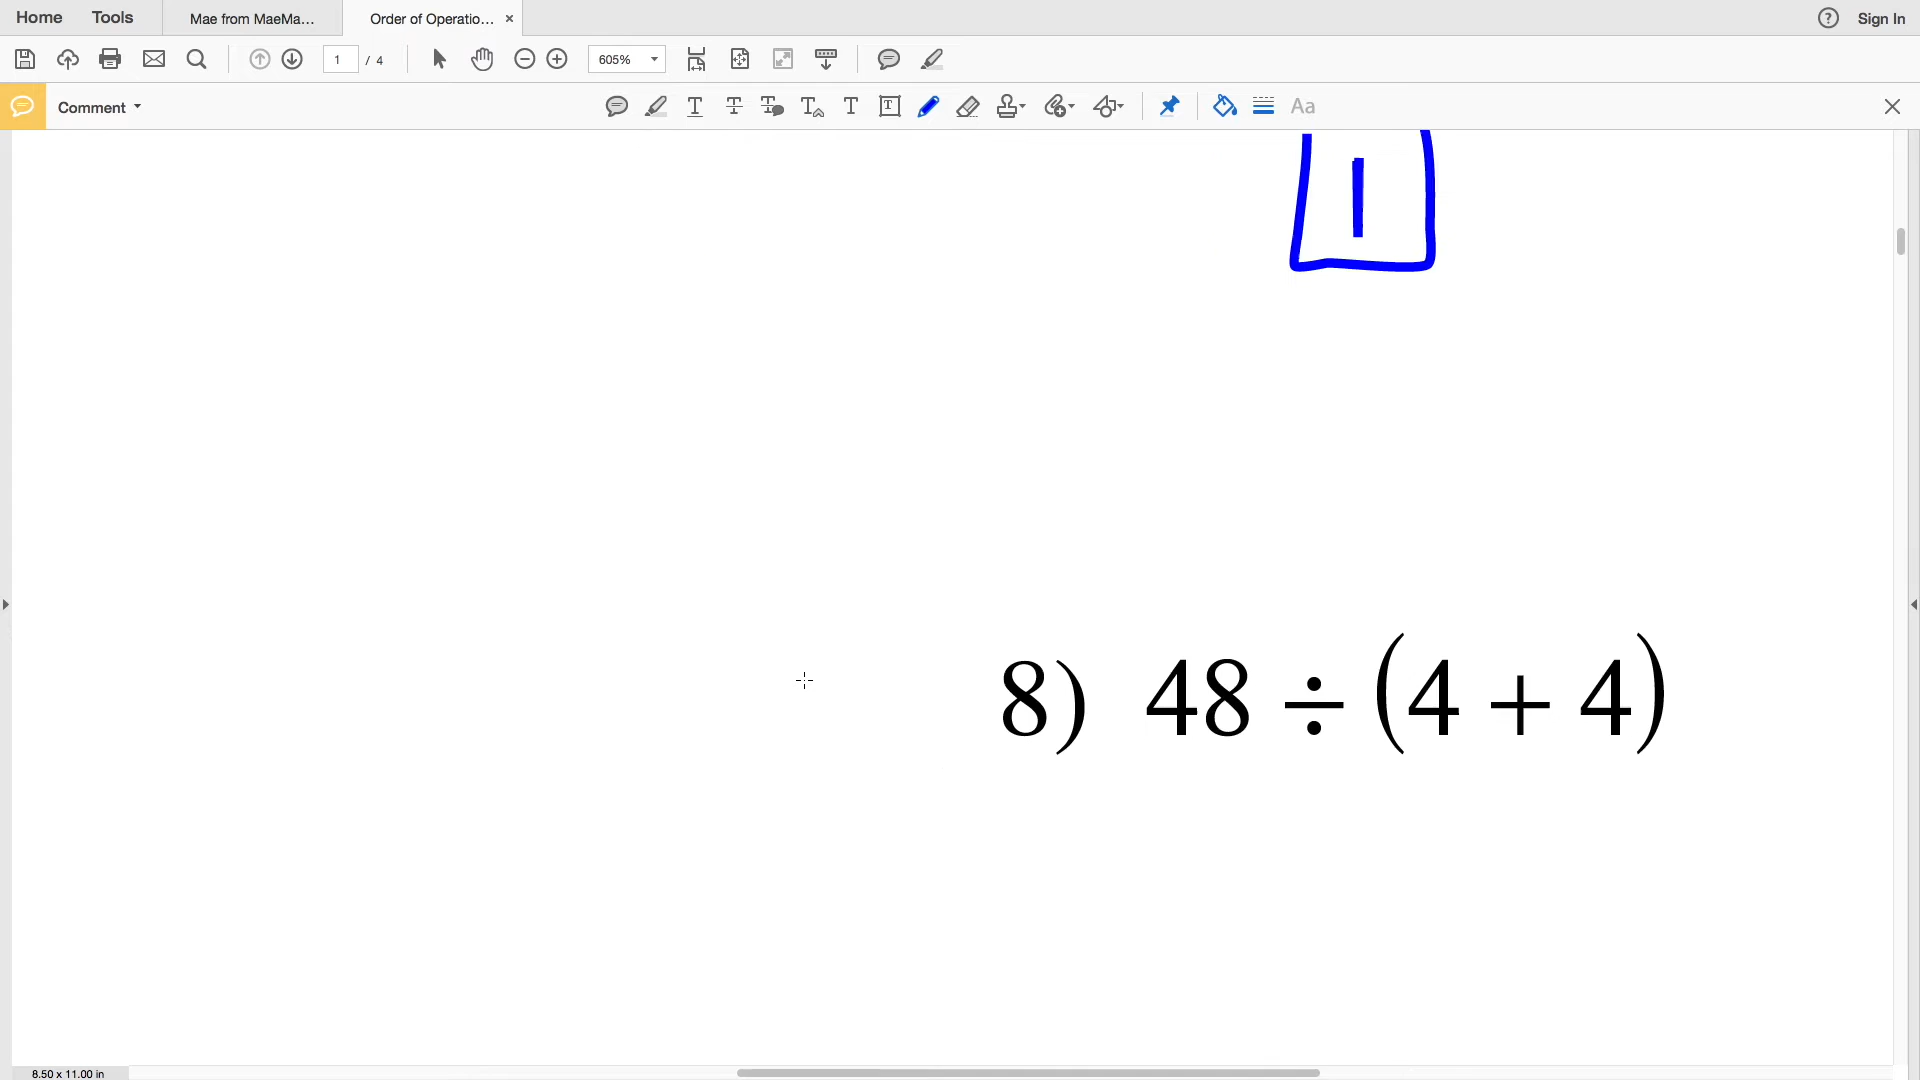 Home Tools Mae from MaeMa... Order of Operatio... × Sign In
1 / 4 605%
Comment Aa
1
8) 48 ÷ (4 + 4)
8.50 x 11.00 in